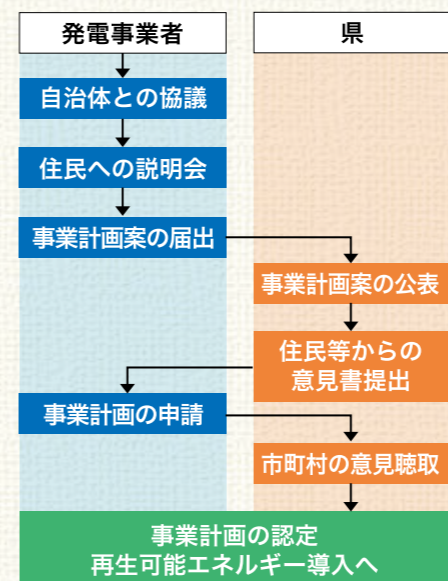 発電事業者
県
自治体との協議
住民への説明会
事業計画案の届出
事業計画案の公表
住民等からの
意見書提出
事業計画の申請
市町村の意見聴取
事業計画の認定
再生可能エネルギー導入へ